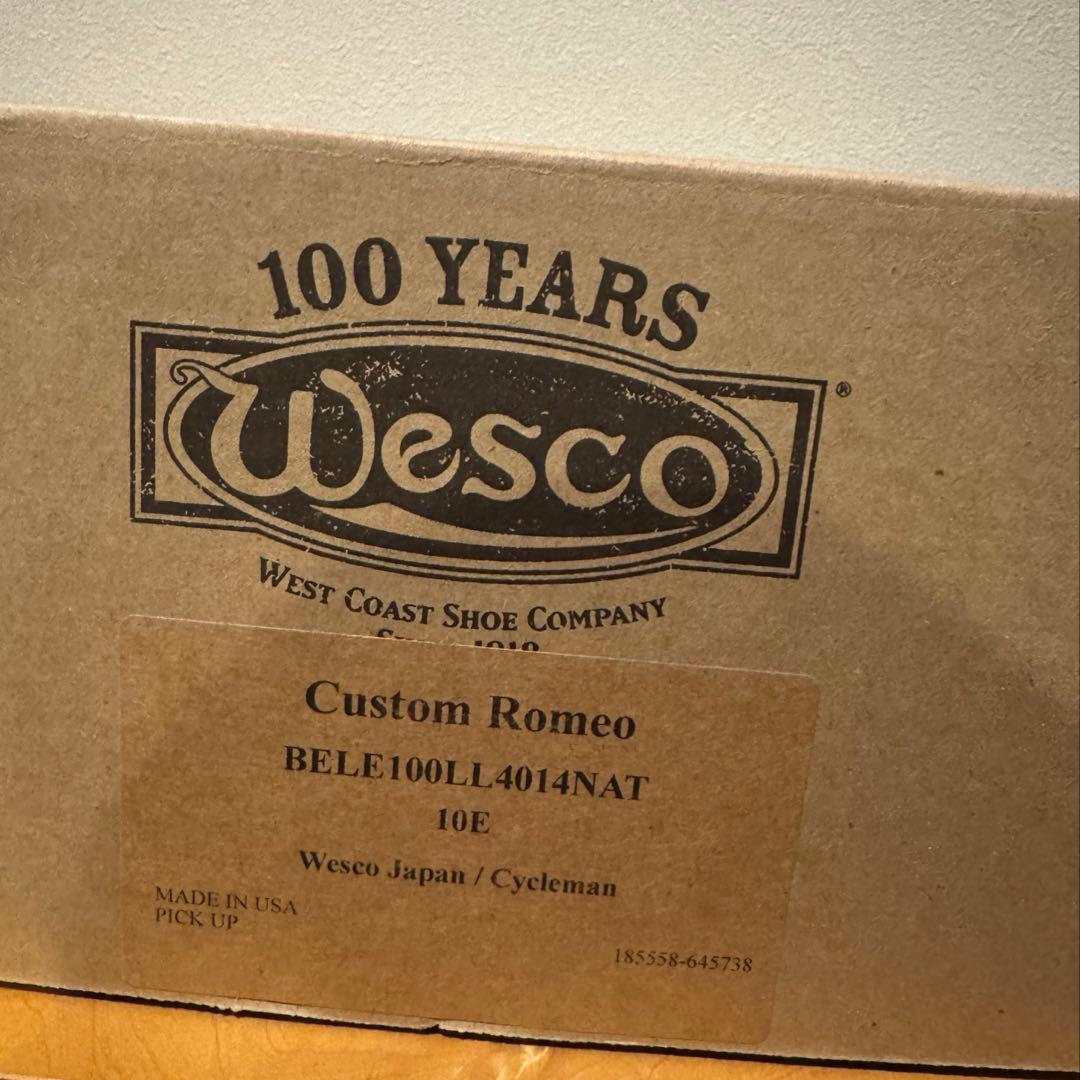 100 YEARS
Wesco®
WEST COAST SHOE COMPANY
Custom Romeo
BELE100LL4014NAT
10E
Wesco Japan / Cycleman
MADE IN USA
PICK UP
185558-645738